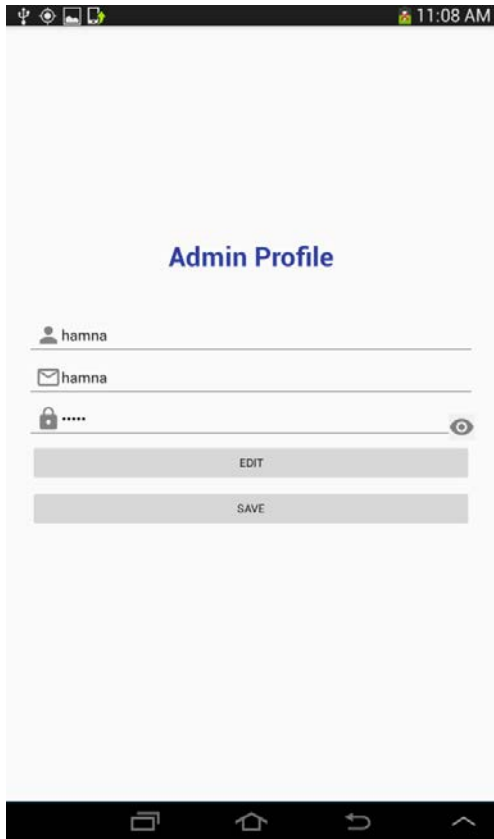 11:08 AM
Admin Profile
hamna
hamna
•••••
EDIT
SAVE